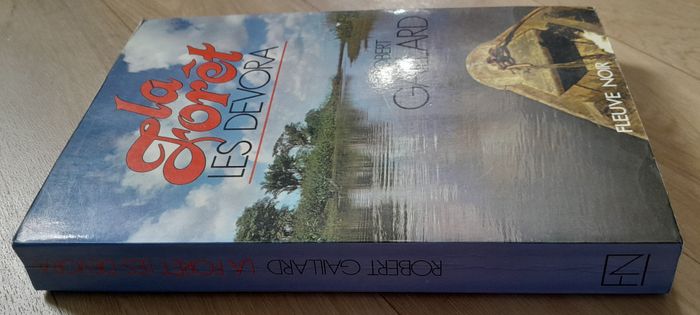 la
forêt
LES DEVORA
ROBERT
GAILLARD
FLEUVE NOIR
ROBERT GAILLARD LA FORÊT LES DEVORA
FN